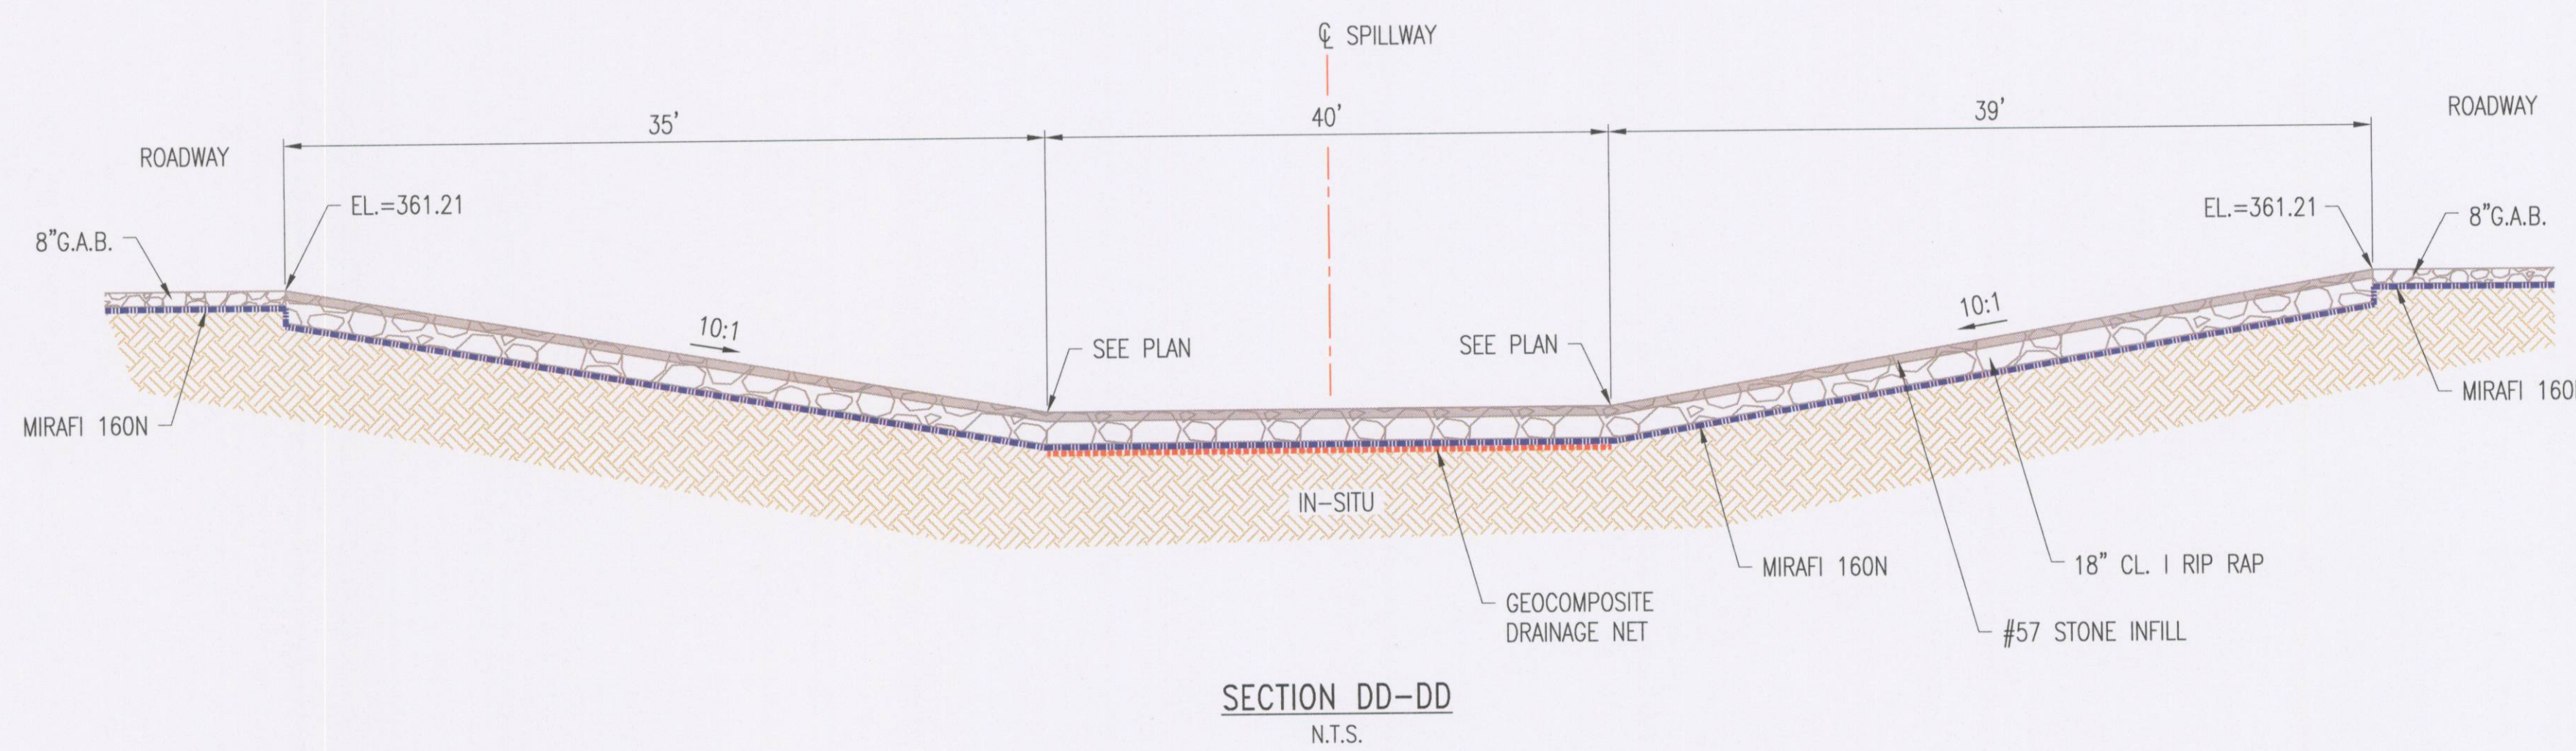 ℄ SPILLWAY
35'
40'
39'
ROADWAY
ROADWAY
EL.=361.21
EL.=361.21
8"G.A.B.
8"G.A.B.
10:1
10:1
SEE PLAN
SEE PLAN
MIRAFI 160N
MIRAFI 160
IN-SITU
MIRAFI 160N
18" CL. I RIP RAP
GEOCOMPOSITE
DRAINAGE NET
#57 STONE INFILL
SECTION DD-DD
N.T.S.